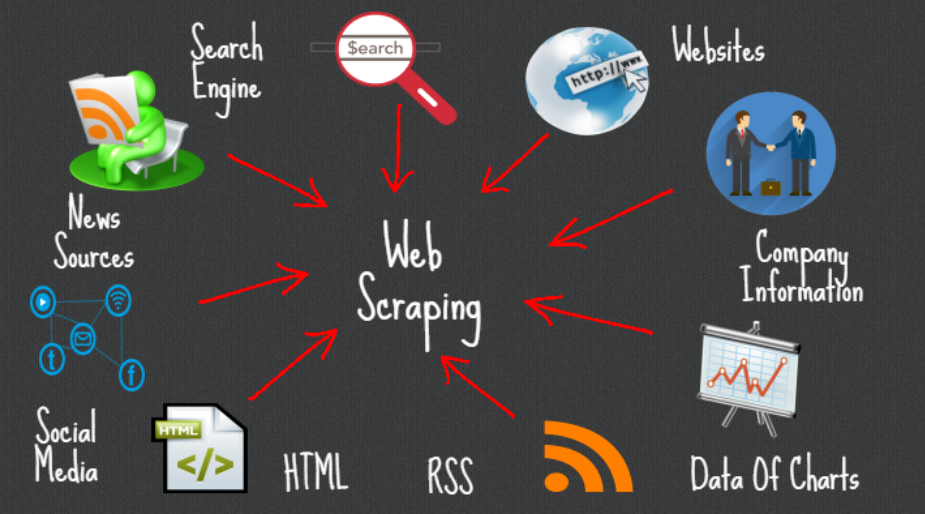 Search
Engine
$earch
http://www
Websites
News
Sources
Web
Scraping
Company
Information
Social
Media
HTML
</>
HTML
RSS
Data Of Charts
t
f